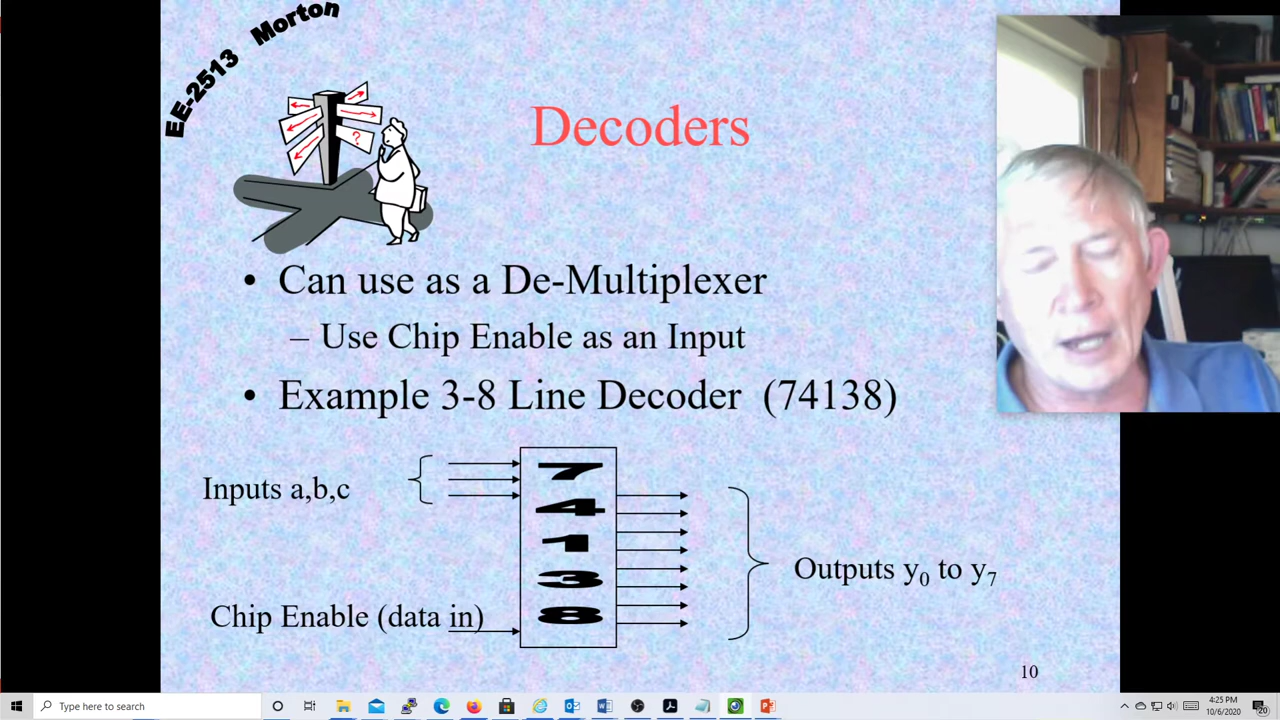 EE-2513 Morton
?
Decoders
• Can use as a De-Multiplexer
– Use Chip Enable as an Input
• Example 3-8 Line Decoder (74138)
Inputs a,b,c
7
4
1
3
8
Outputs y0 to y7
Chip Enable (data in)
10
Type here to search
4:25 PM
10/6/2020
20